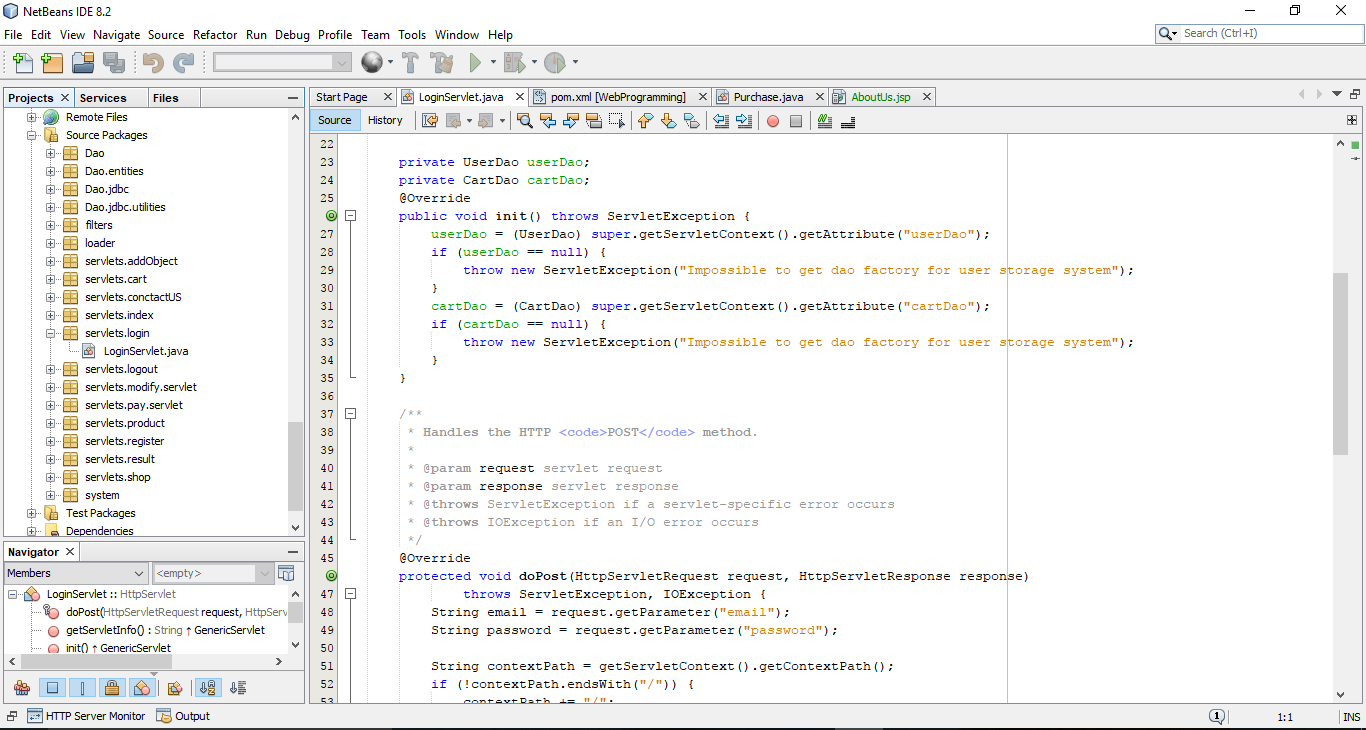 NetBeans IDE 8.2
File Edit View Navigate Source Refactor Run Debug Profile Team Tools Window Help
Search (Ctrl+I)
Projects Services Files
Remote Files
Source Packages
Dao
Dao.entities
Dao.jdbc
Dao.jdbc.utilities
filters
loader
servlets.addObject
servlets.cart
servlets.conctactUS
servlets.index
servlets.login
LoginServlet.java
servlets.logout
servlets.modify.servlet
servlets.pay.servlet
servlets.product
servlets.register
servlets.result
servlets.shop
system
Test Packages
Dependencies
Navigator
Members <empty>
LoginServlet :: HttpServlet
doPost(HttpServletRequest request, HttpServ
getServletInfo() : String ↑ GenericServlet
init() ↑ GenericServlet
Start Page LoginServlet.java pom.xml [WebProgramming] Purchase.java AboutUs.jsp
Source History
22
23 private UserDao userDao;
24 private CartDao cartDao;
25 @Override
public void init() throws ServletException {
27 userDao = (UserDao) super.getServletContext().getAttribute("userDao");
28 if (userDao == null) {
29 throw new ServletException("Impossible to get dao factory for user storage system");
30 }
31 cartDao = (CartDao) super.getServletContext().getAttribute("cartDao");
32 if (cartDao == null) {
33 throw new ServletException("Impossible to get dao factory for user storage system");
34 }
35 }
36
37 /**
38 * Handles the HTTP <code>POST</code> method.
39 *
40 * @param request servlet request
41 * @param response servlet response
42 * @throws ServletException if a servlet-specific error occurs
43 * @throws IOException if an I/O error occurs
44 */
45 @Override
protected void doPost(HttpServletRequest request, HttpServletResponse response)
47 throws ServletException, IOException {
48 String email = request.getParameter("email");
49 String password = request.getParameter("password");
50
51 String contextPath = getServletContext().getContextPath();
52 if (!contextPath.endsWith("/")) {
53 contextPath += "/";
HTTP Server Monitor Output
1 1:1 INS